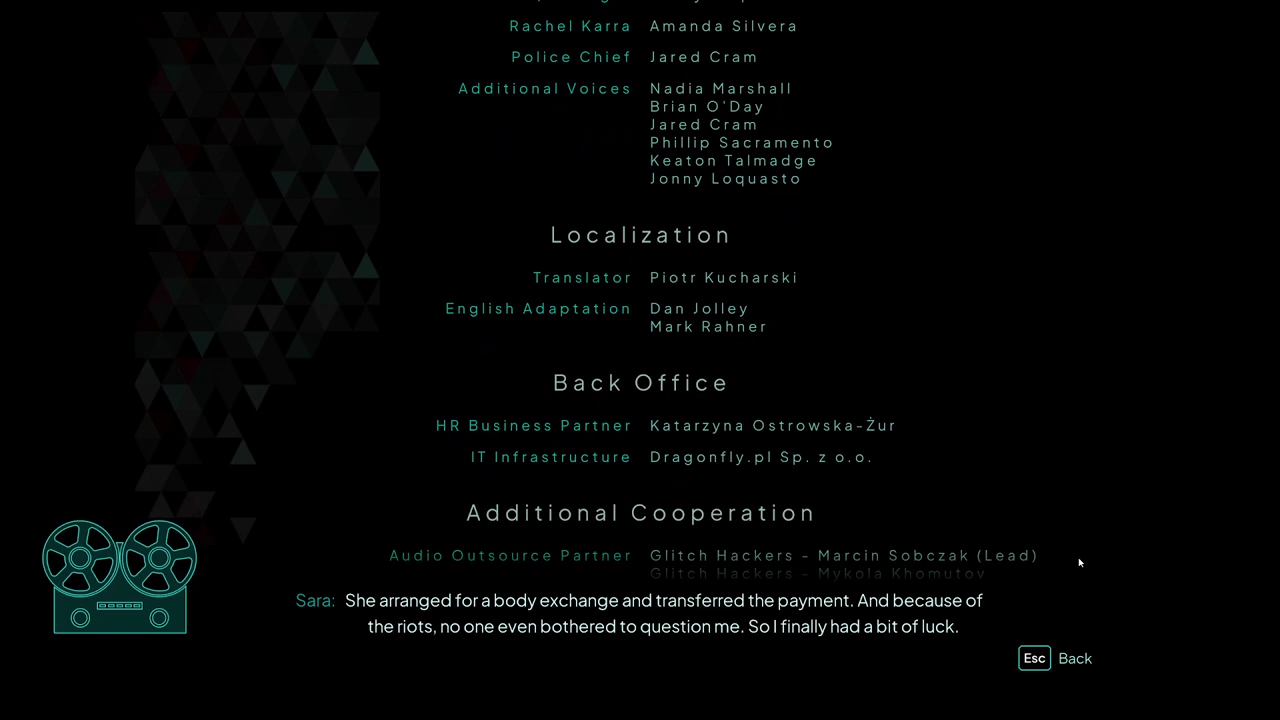 Rachel Karra Amanda Silvera
Police Chief Jared Cram
Additional Voices Nadia Marshall
Brian O'Day
Jared Cram
Phillip Sacramento
Keaton Talmadge
Jonny Loquasto
Localization
Translator Piotr Kucharski
English Adaptation Dan Jolley
Mark Rahner
Back Office
HR Business Partner Katarzyna Ostrowska-Żur
IT Infrastructure Dragonfly.pl Sp. z o.o.
Additional Cooperation
Audio Outsource Partner Glitch Hackers - Marcin Sobczak (Lead)
Glitch Hackers - Mykola Khomutov
Sara: She arranged for a body exchange and transferred the payment. And because of
the riots, no one even bothered to question me. So I finally had a bit of luck.
Esc Back